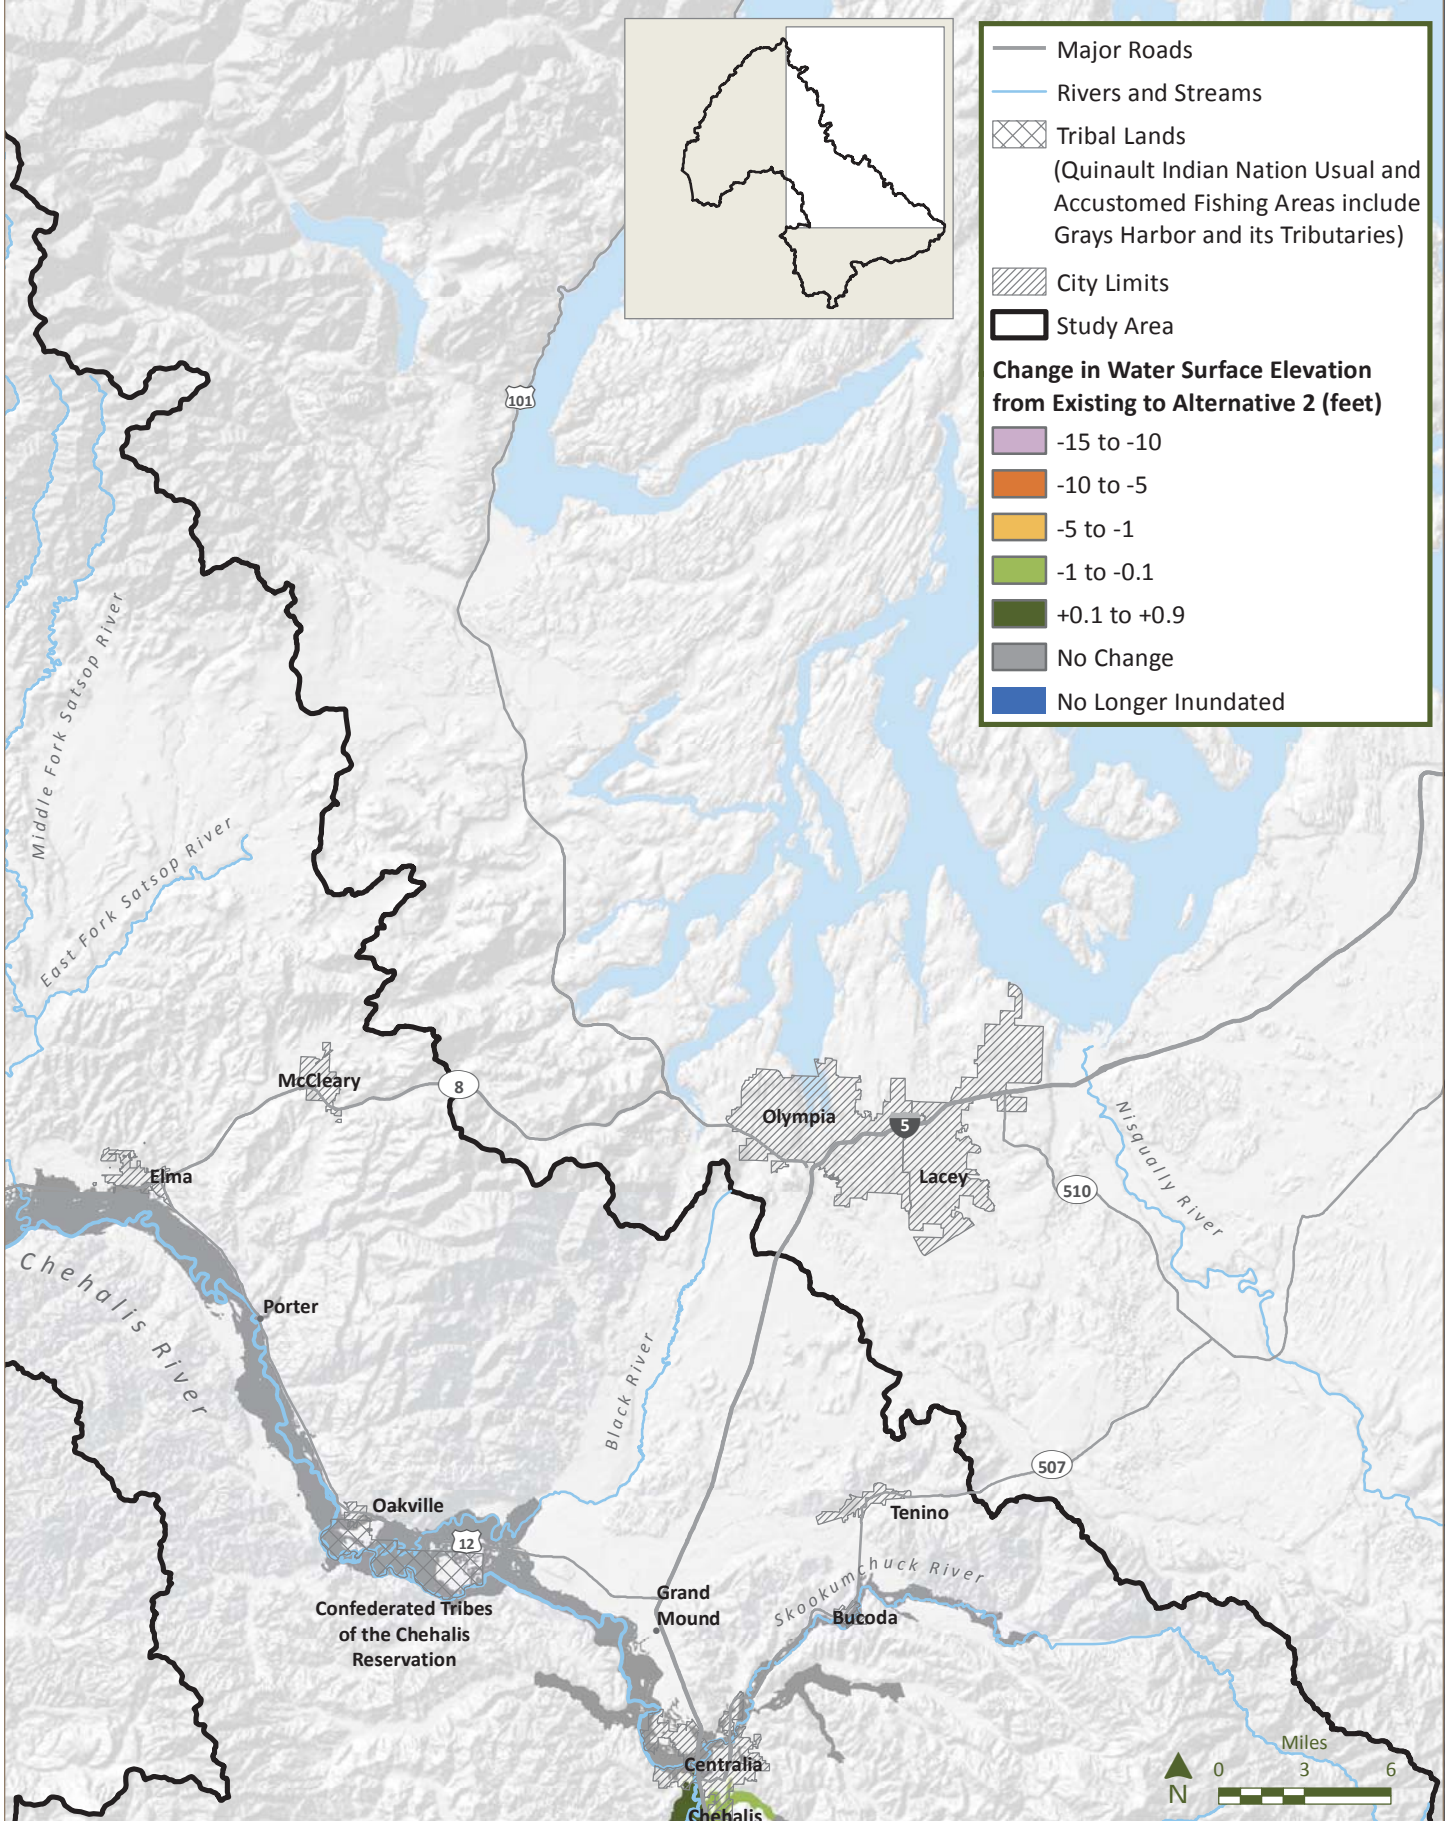 Major Roads
Rivers and Streams
Tribal Lands
(Quinault Indian Nation Usual and
Accustomed Fishing Areas include
Grays Harbor and its Tributaries)
City Limits
Study Area
Change in Water Surface Elevation
from Existing to Alternative 2 (feet)
-15 to -10
-10 to -5
-5 to -1
-1 to -0.1
+0.1 to +0.9
No Change
No Longer Inundated
101
Middle Fork Satsop River
East Fork Satsop River
McCleary
8
Olympia
5
Lacey
Elma
510
Nisqually River
Chehalis River
Porter
Black River
507
Oakville
12
Tenino
Skookumchuck River
Grand
Mound
Bucoda
Confederated Tribes
of the Chehalis
Reservation
Centralia
Chehalis
Miles
0 3 6
N